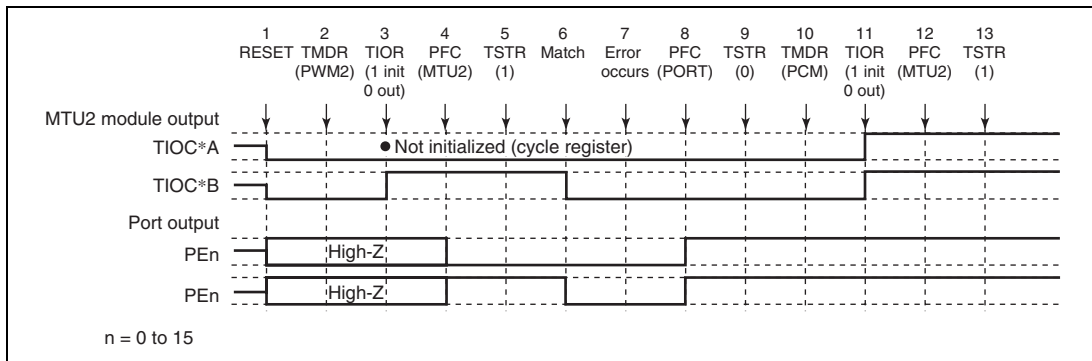 1 2 3 4 5 6 7 8 9 10 11 12 13
RESET TMDR TIOR PFC TSTR Match Error PFC TSTR TMDR TIOR PFC TSTR
(PWM2) (1 init (MTU2) (1) occurs (PORT) (0) (PCM) (1 init (MTU2) (1)
0 out) 0 out)
MTU2 module output
TIOC*A ● Not initialized (cycle register)
TIOC*B
Port output
PEn High-Z
PEn High-Z
n = 0 to 15